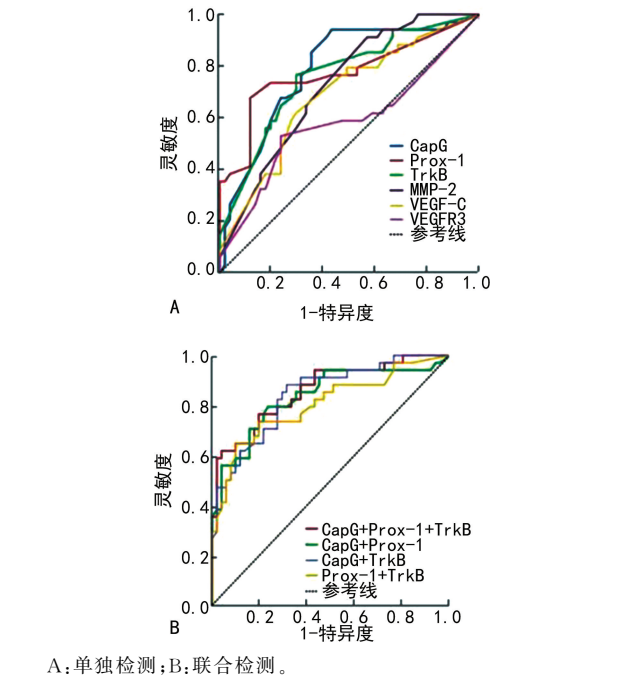 1.0
0.8
0.6
0.4
0.2
0.0
灵敏度
CapG
Prox-1
TrkB
MMP-2
VEGF-C
VEGFR3
参考线
0.2 0.4 0.6 0.8 1.0
1-特异度
A
1.0
0.8
0.6
0.4
0.2
0.0
灵敏度
CapG+Prox-1+TrkB
CapG+Prox-1
CapG+TrkB
Prox-1+TrkB
参考线
0.2 0.4 0.6 0.8 1.0
1-特异度
B
A:单独检测;B:联合检测。